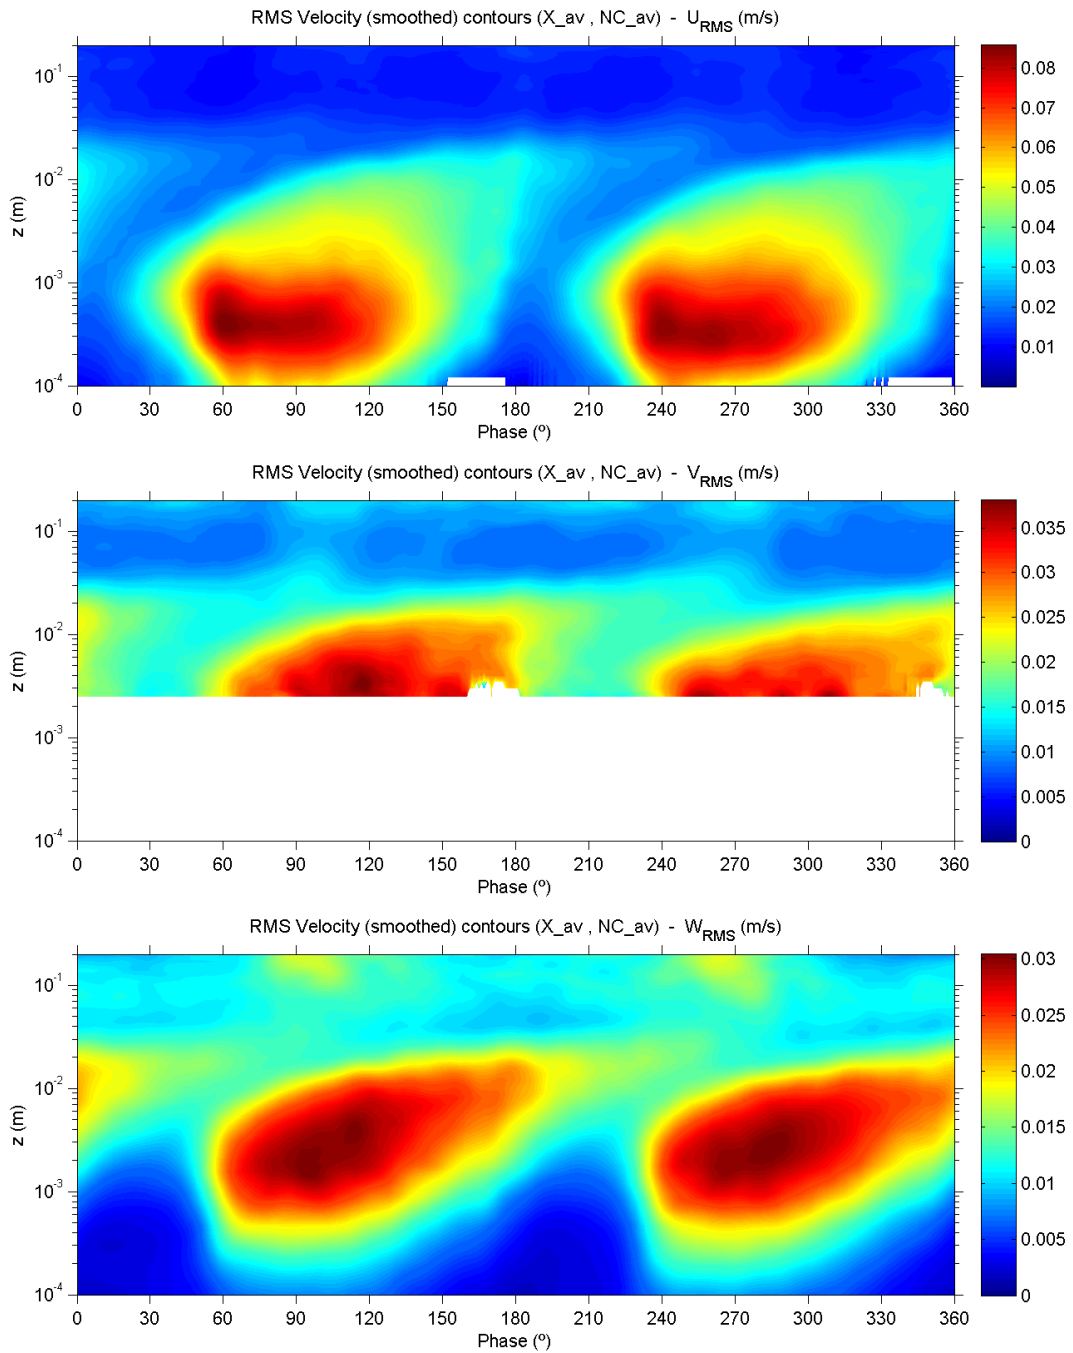 RMS Velocity (smoothed) contours (X_av , NC_av)  -  U_RMS (m/s)
10^-1
10^-2
10^-3
10^-4
z (m)
0 30 60 90 120 150 180 210 240 270 300 330 360
Phase (º)
0.08
0.07
0.06
0.05
0.04
0.03
0.02
0.01
RMS Velocity (smoothed) contours (X_av , NC_av)  -  V_RMS (m/s)
10^-1
10^-2
10^-3
10^-4
z (m)
0 30 60 90 120 150 180 210 240 270 300 330 360
Phase (º)
0.035
0.03
0.025
0.02
0.015
0.01
0.005
0
RMS Velocity (smoothed) contours (X_av , NC_av)  -  W_RMS (m/s)
10^-1
10^-2
10^-3
10^-4
z (m)
0 30 60 90 120 150 180 210 240 270 300 330 360
Phase (º)
0.03
0.025
0.02
0.015
0.01
0.005
0